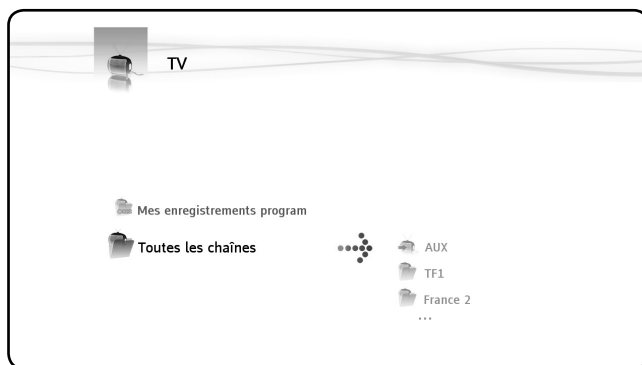 TV
Mes enregistrements program
Toutes les chaînes
AUX
TF1
France 2
...